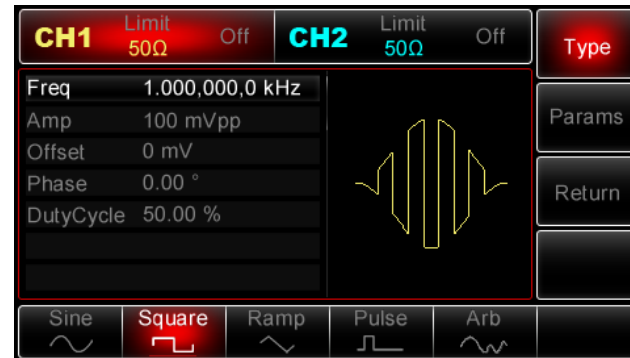 CH1 Limit 50Ω Off CH2 Limit 50Ω Off Type
Freq 1.000,000,0 kHz
Amp 100 mVpp Params
Offset 0 mV
Phase 0.00 ° Return
DutyCycle 50.00 %
Sine Square Ramp Pulse Arb